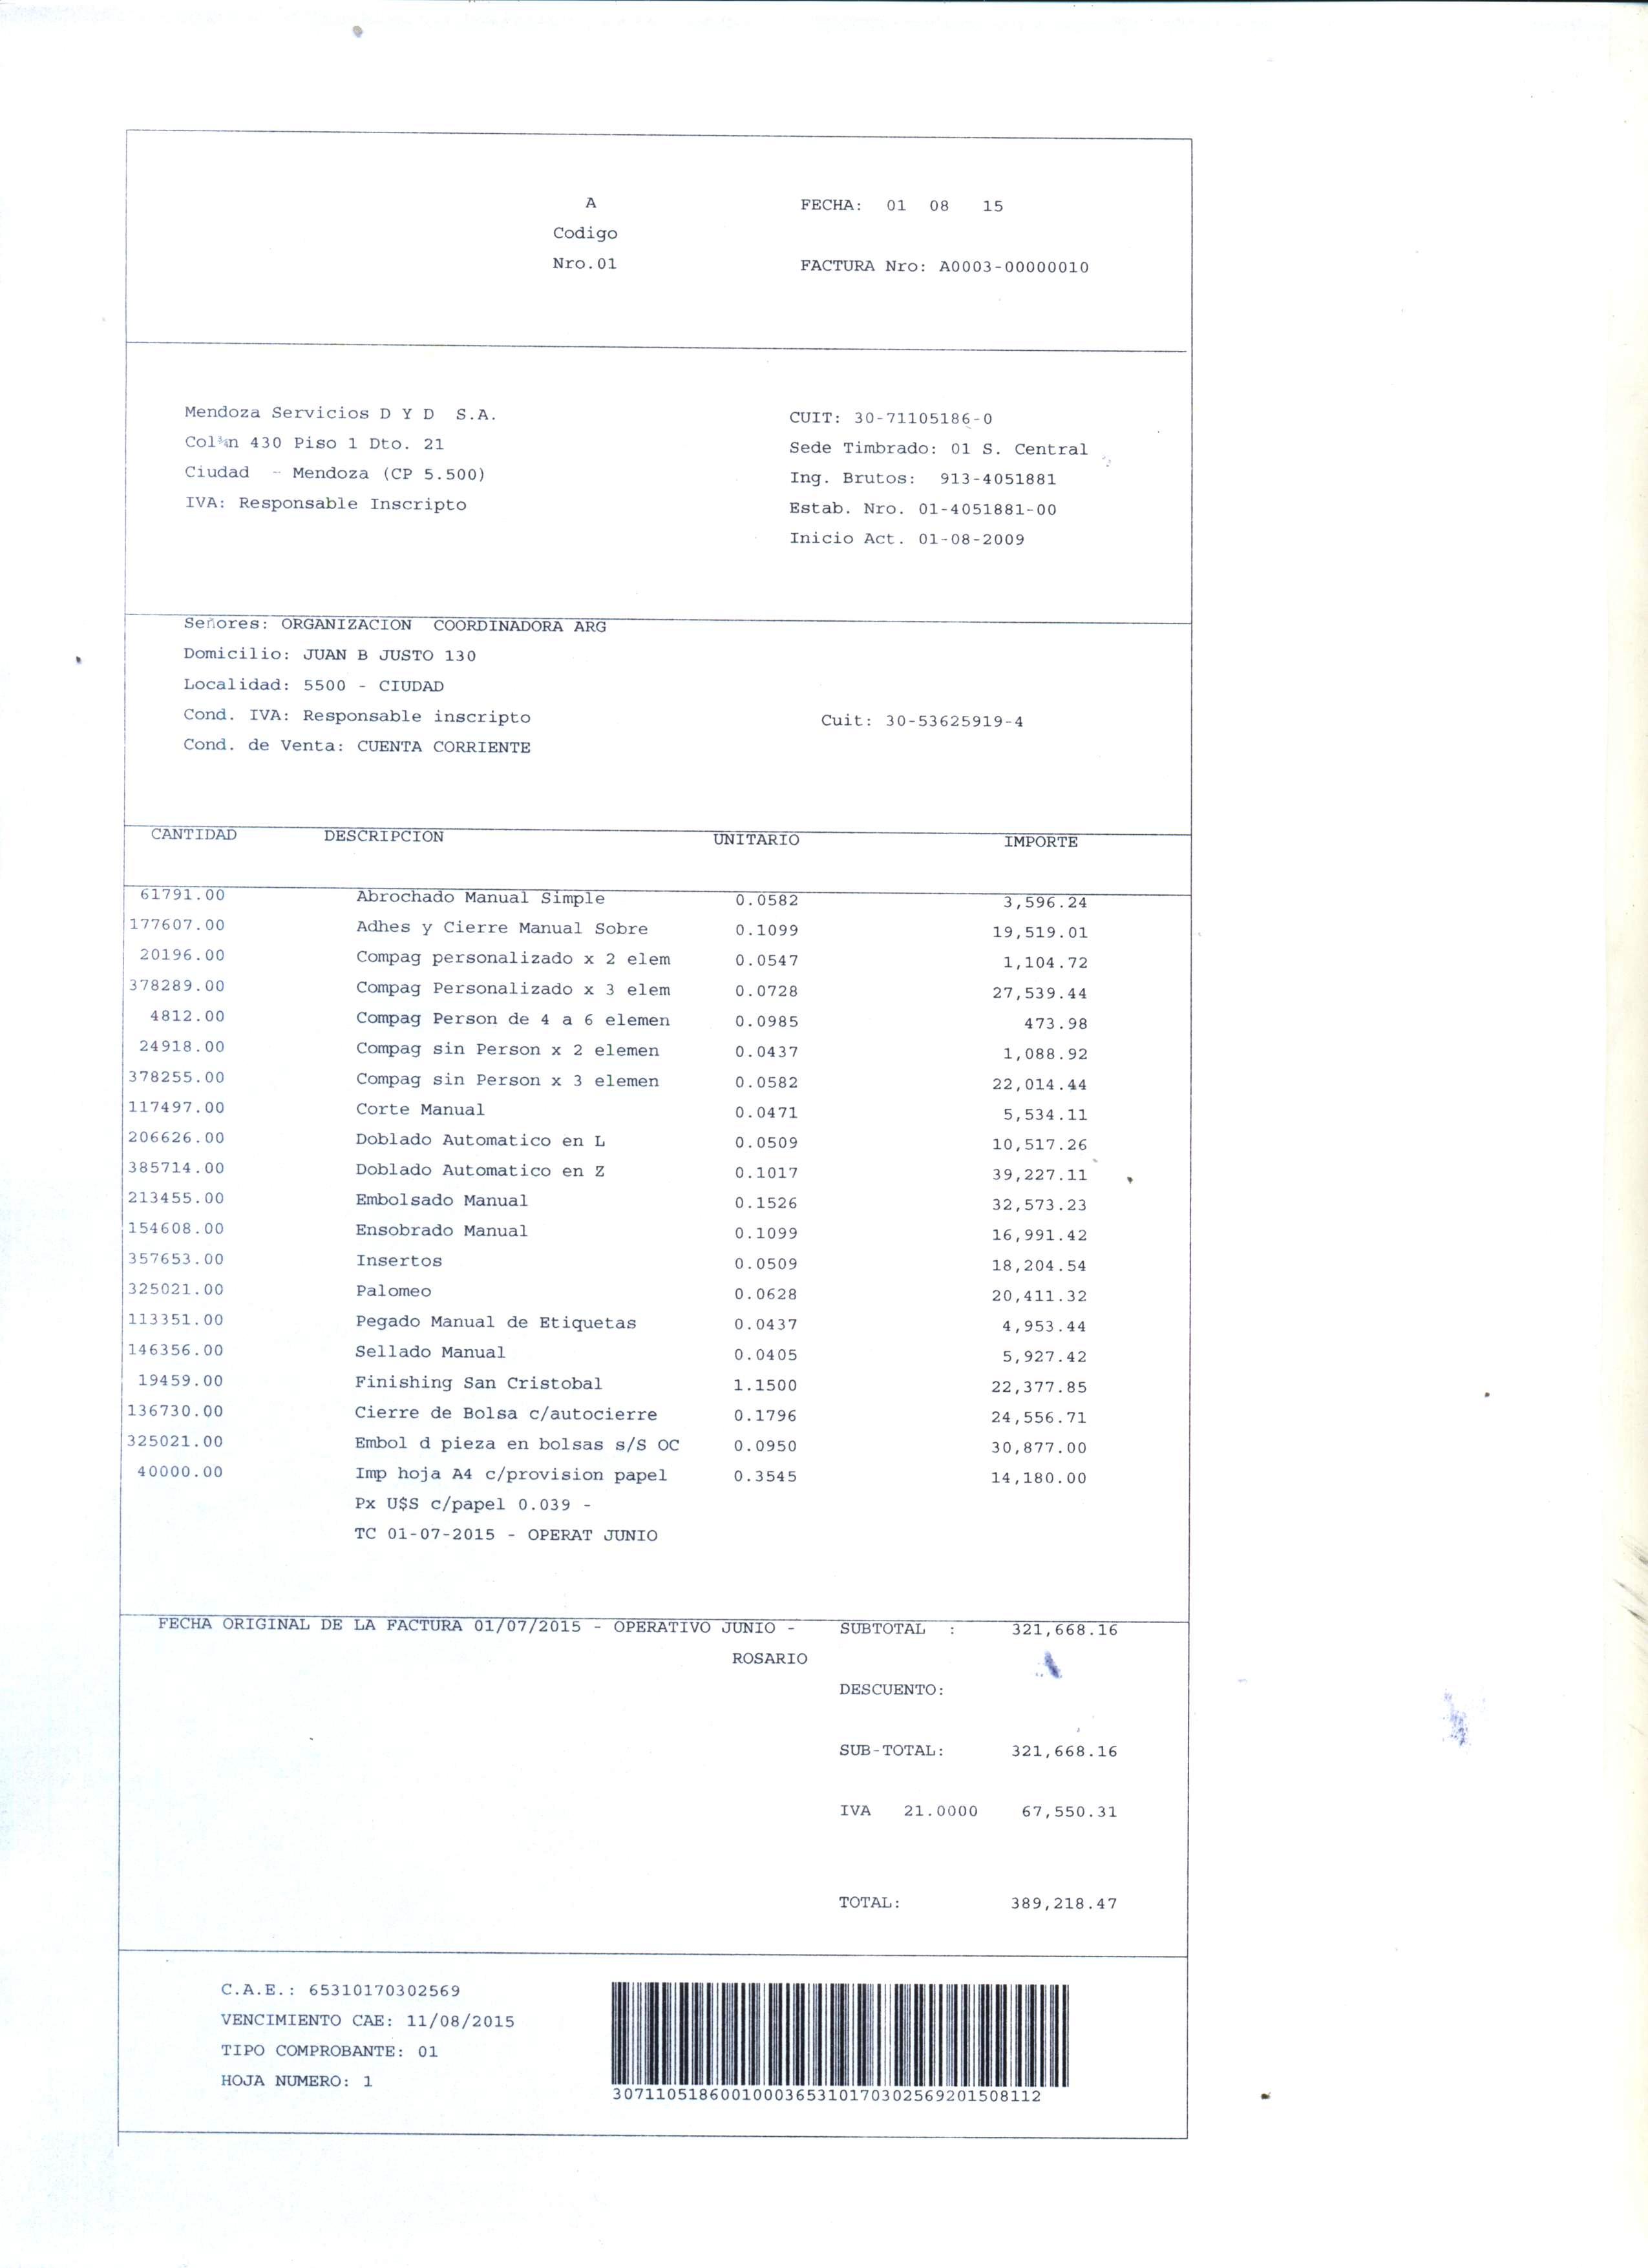 A
FECHA: 01 08 15
Codigo
Nro.01
FACTURA Nro: A0003-00000010
Mendoza Servicios D Y D S.A.
CUIT: 30-71105186-0
430 Piso 1 Dto. 21
Sede Timbrado: 01 S. Central
Ciudad - Mendoza (CP 5.500)
Ing. Brutos: 913-4051881
IVA: Responsable Inscripto
Estab. Nro. 01-4051881-00
Inicio Act. 01-08-2009
Señores: ORGANIZACION COORDINADORA ARG
Domicilio: JUAN B JUSTO 130
Localidad: 5500 - CIUDAD
Cond. IVA: Responsable inscripto Cuit: 30-53625919-4
Cond. de Venta: CUENTA CORRIENTE
CANTIDAD DESCRIPCION UNITARIO IMPORTE
61791.00 Abrochado Manual Simple 0.0582 3,596.24
177607.00 Adhes y Cierre Manual Sobre 0.1099 19,519.01
20196.00 Compag personalizado x 2 elem 0.0547 1,104.72
378289.00 Compag Personalizado x 3 elem 0.0728 27,539.44
4812.00 Compag Person de 4 a 6 elemen 0.0985 473.98
24918.00 Compag sin Person x 2 elemen 0.0437 1,088.92
378255.00 Compag sin Person x 3 elemen 0.0582 22,014.44
117497.00 Corte Manual 0.0471 5,534.11
206626.00 Doblado Automatico en L 0.0509 10,517.26
385714.00 Doblado Automatico en Z 0.1017 39,227.11
213455.00 Embolsado Manual 0.1526 32,573.23
154608.00 Ensobrado Manual 0.1099 16,991.42
357653.00 Insertos 0.0509 18,204.54
325021.00 Palomeo 0.0628 20,411.32
113351.00 Pegado Manual de Etiquetas 0.0437 4,953.44
146356.00 Sellado Manual 0.0405 5,927.42
19459.00 Finishing San Cristobal 1.1500 22,377.85
136730.00 Cierre de Bolsa c/autocierre 0.1796 24,556.71
325021.00 Embol d pieza en bolsas s/S OC 0.0950 30,877.00
40000.00 Imp hoja A4 c/provision papel 0.3545 14,180.00
Px U$S c/papel 0.039 -
TC 01-07-2015 - OPERAT JUNIO
FECHA ORIGINAL DE LA FACTURA 01/07/2015 - OPERATIVO JUNIO - SUBTOTAL : 321,668.16
ROSARIO
DESCUENTO:
SUB-TOTAL: 321,668.16
IVA 21.0000 67,550.31
TOTAL: 389,218.47
C.A.E.: 65310170302569
VENCIMIENTO CAE: 11/08/2015
TIPO COMPROBANTE: 01
HOJA NUMERO: 1
3071105186001000365310170302569201508112